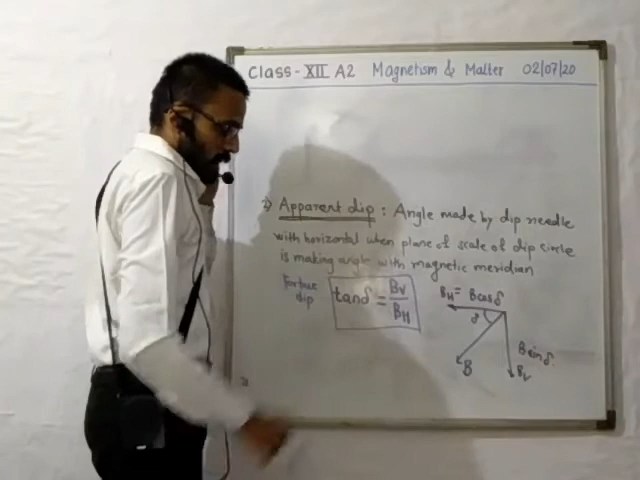 Class - XII A2 Magnetism & Matter 02/07/20
Apparent dip : Angle made by dip needle
with horizontal when plane of scale of dip circle
is making angle with magnetic meridian
For true dip
tanδ = Bv/BH
BH = Bcosδ
δ
B
Bsinδ
Bv